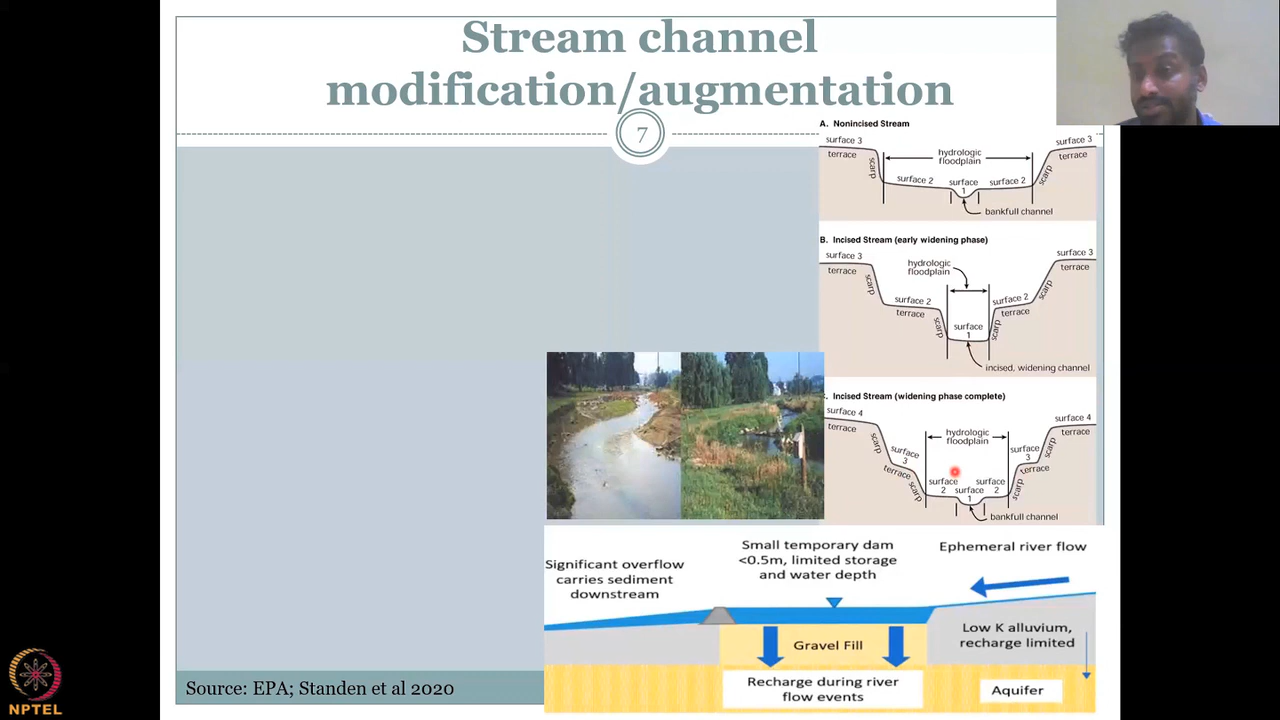 Stream channel
modification/augmentation
7
A. Nonincised Stream
surface 3
terrace
scarp
hydrologic
floodplain
surface 2
surface
1
surface 2
scarp
surface 3
terrace
bankfull channel
B. Incised Stream (early widening phase)
surface 3
terrace
scarp
hydrologic
floodplain
surface 2
terrace
scarp
surface
1
surface 2
terrace
scarp
scarp
surface 3
terrace
incised, widening channel
Incised Stream (widening phase complete)
surface 4
terrace
scarp
surface
3
terrace
scarp
hydrologic
floodplain
surface
2
surface
1
surface
2
scarp
surface
3
terrace
scarp
surface 4
terrace
bankfull channel
Significant overflow
carries sediment
downstream
Small temporary dam
<0.5m, limited storage
and water depth
Ephemeral river flow
Gravel Fill
Low K alluvium,
recharge limited
Recharge during river
flow events
Aquifer
Source: EPA; Standen et al 2020
NPTEL